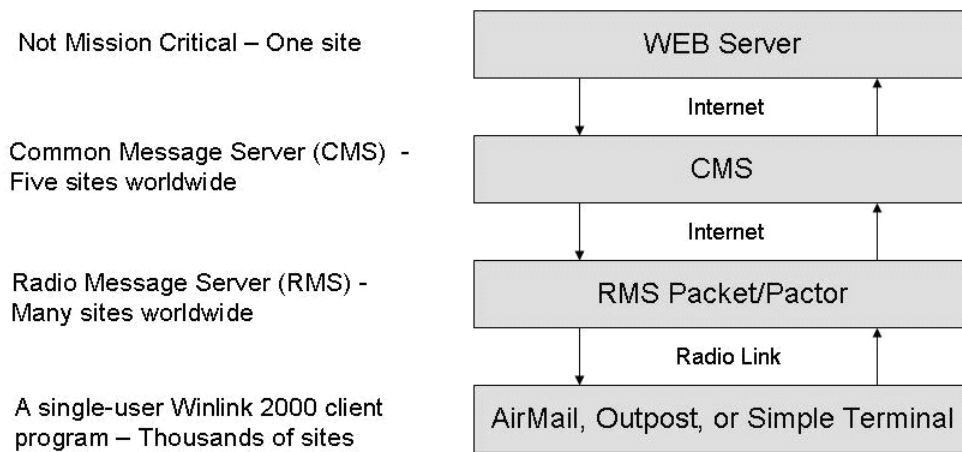 Not Mission Critical – One site
WEB Server
Internet
Common Message Server (CMS) -
Five sites worldwide
CMS
Internet
Radio Message Server (RMS) -
Many sites worldwide
RMS Packet/Pactor
Radio Link
A single-user Winlink 2000 client
program – Thousands of sites
AirMail, Outpost, or Simple Terminal